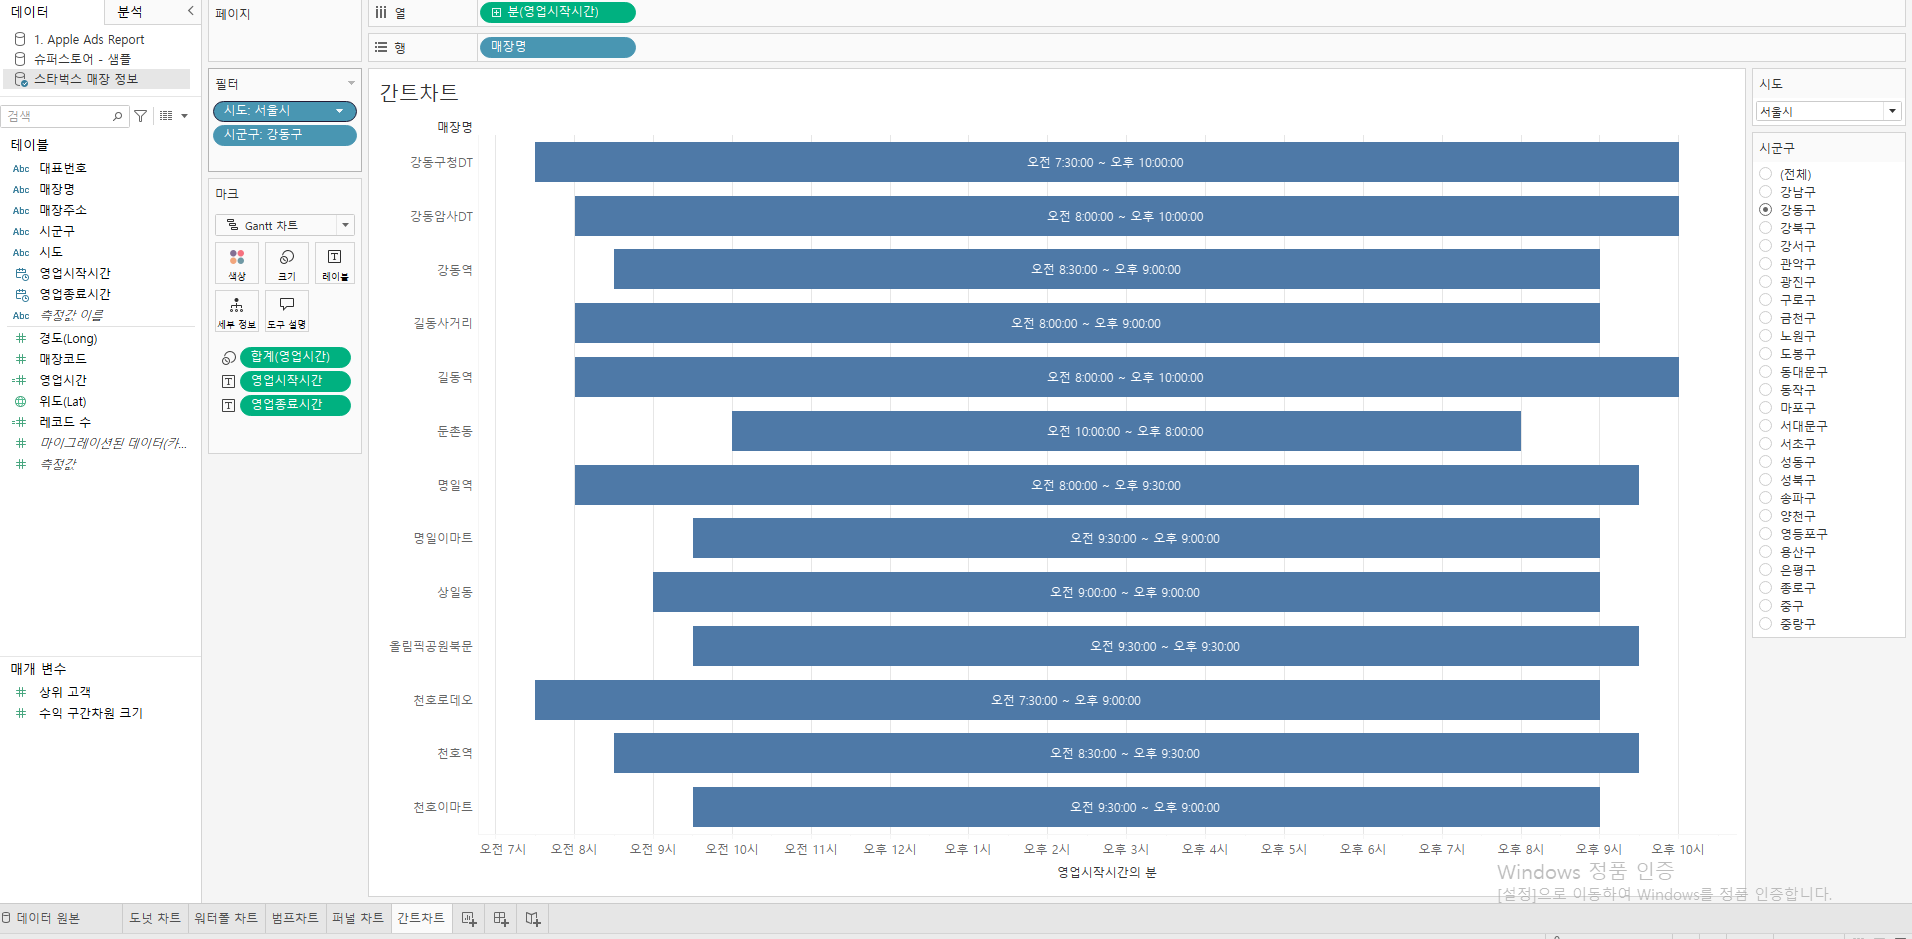 데이터
분석
1. Apple Ads Report
슈퍼스토어 - 샘플
스타벅스 매장 정보
검색
테이블
Abc 대표번호
Abc 매장명
Abc 매장주소
Abc 시군구
Abc 시도
영업시작시간
영업종료시간
Abc 측정값 이름
경도(Long)
매장코드
영업시간
위도(Lat)
레코드 수
마이그레이션된 데이터(카...
측정값
매개 변수
상위 고객
수익 구간차원 크기
페이지
필터
시도: 서울시
시군구: 강동구
마크
Gantt 차트
색상
크기
레이블
세부 정보
도구 설명
합계(영업시간)
영업시작시간
영업종료시간
열
분(영업시작시간)
행
매장명
간트차트
매장명
강동구청DT 오전 7:30:00 ~ 오후 10:00:00
강동암사DT 오전 8:00:00 ~ 오후 10:00:00
강동역 오전 8:30:00 ~ 오후 9:00:00
길동사거리 오전 8:00:00 ~ 오후 9:00:00
길동역 오전 8:00:00 ~ 오후 10:00:00
둔촌동 오전 10:00:00 ~ 오후 8:00:00
명일역 오전 8:00:00 ~ 오후 9:30:00
명일이마트 오전 9:30:00 ~ 오후 9:00:00
상일동 오전 9:00:00 ~ 오후 9:00:00
올림픽공원북문 오전 9:30:00 ~ 오후 9:30:00
천호로데오 오전 7:30:00 ~ 오후 9:00:00
천호역 오전 8:30:00 ~ 오후 9:30:00
천호이마트 오전 9:30:00 ~ 오후 9:00:00
오전 7시 오전 8시 오전 9시 오전 10시 오전 11시 오후 12시 오후 1시 오후 2시 오후 3시 오후 4시 오후 5시 오후 6시 오후 7시 오후 8시 오후 9시 오후 10시
영업시작시간의 분
시도
서울시
시군구
(전체)
강남구
강동구
강북구
강서구
관악구
광진구
구로구
금천구
노원구
도봉구
동대문구
동작구
마포구
서대문구
서초구
성동구
성북구
송파구
양천구
영등포구
용산구
은평구
종로구
중구
중랑구
Windows 정품 인증
[설정]으로 이동하여 Windows를 정품 인증합니다.
데이터 원본
도넛 차트
워터폴 차트
범프차트
퍼널 차트
간트차트